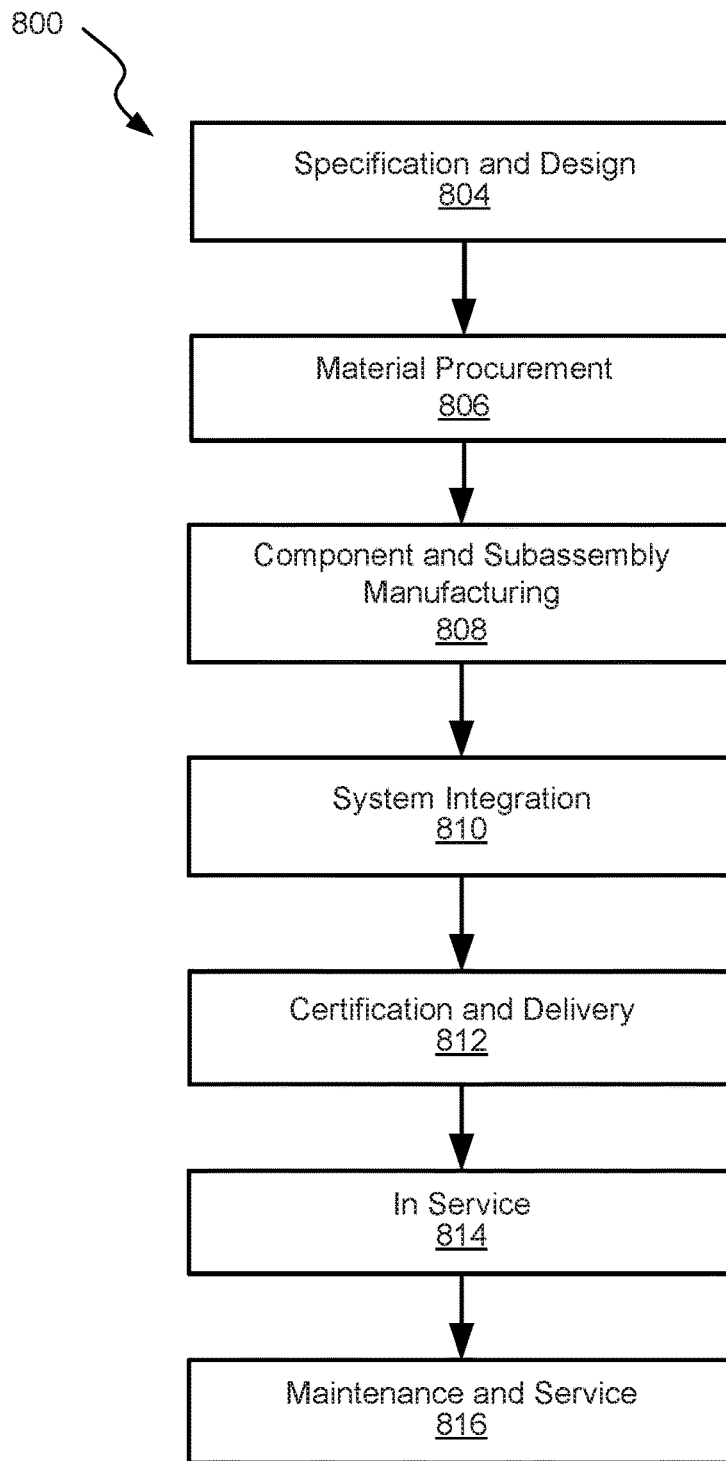 800
Specification and Design
804
Material Procurement
806
Component and Subassembly
Manufacturing
808
System Integration
810
Certification and Delivery
812
In Service
814
Maintenance and Service
816